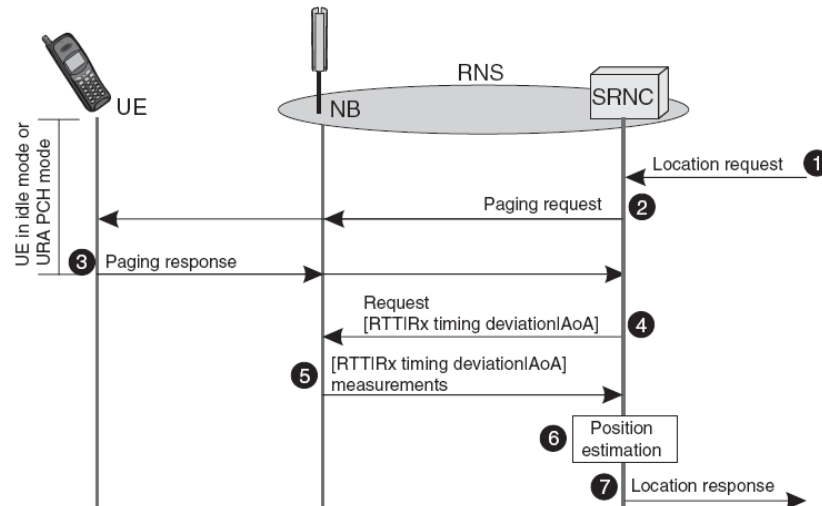 RNS
UE
NB
SRNC
UE in idle mode or
URA PCH mode
Location request
1
Paging request
2
3
Paging response
Request
[RTT|Rx timing deviation|AoA]
4
5
[RTT|Rx timing deviation|AoA]
measurements
6
Position
estimation
7
Location response